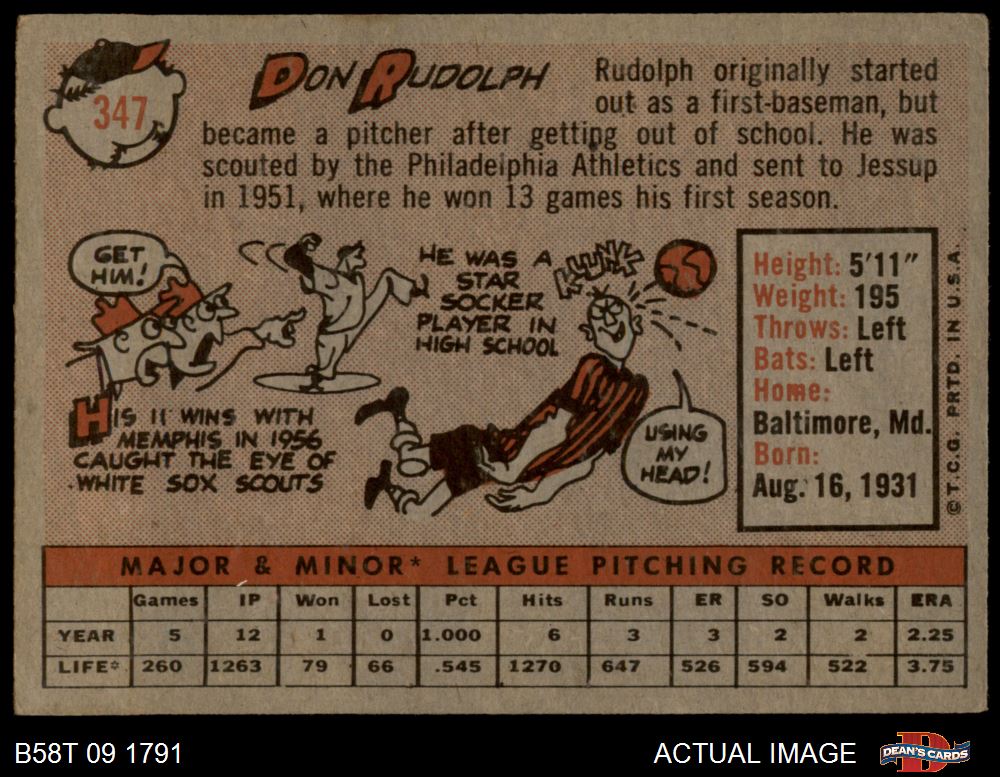 347
DON RUDOLPH
Rudolph originally started
out as a first-baseman, but
became a pitcher after getting out of school. He was
scouted by the Philadelphia Athletics and sent to Jessup
in 1951, where he won 13 games his first season.
GET
HIM!
HIS 11 WINS WITH
MEMPHIS IN 1956
CAUGHT THE EYE OF
WHITE SOX SCOUTS
HE WAS A
STAR
SOCKER
PLAYER IN
HIGH SCHOOL
KLUNK
USING
MY
HEAD!
Height: 5'11"
Weight: 195
Throws: Left
Bats: Left
Home:
Baltimore, Md.
Born:
Aug. 16, 1931
© T.C.G. PRTD. IN U.S.A.
MAJOR & MINOR* LEAGUE PITCHING RECORD
Games IP Won Lost Pct Hits Runs ER SO Walks ERA
YEAR 5 12 1 0 1.000 6 3 3 2 2 2.25
LIFE* 260 1263 79 66 .545 1270 647 526 594 522 3.75
B58T 09 1791
ACTUAL IMAGE
D
DEAN'S CARDS